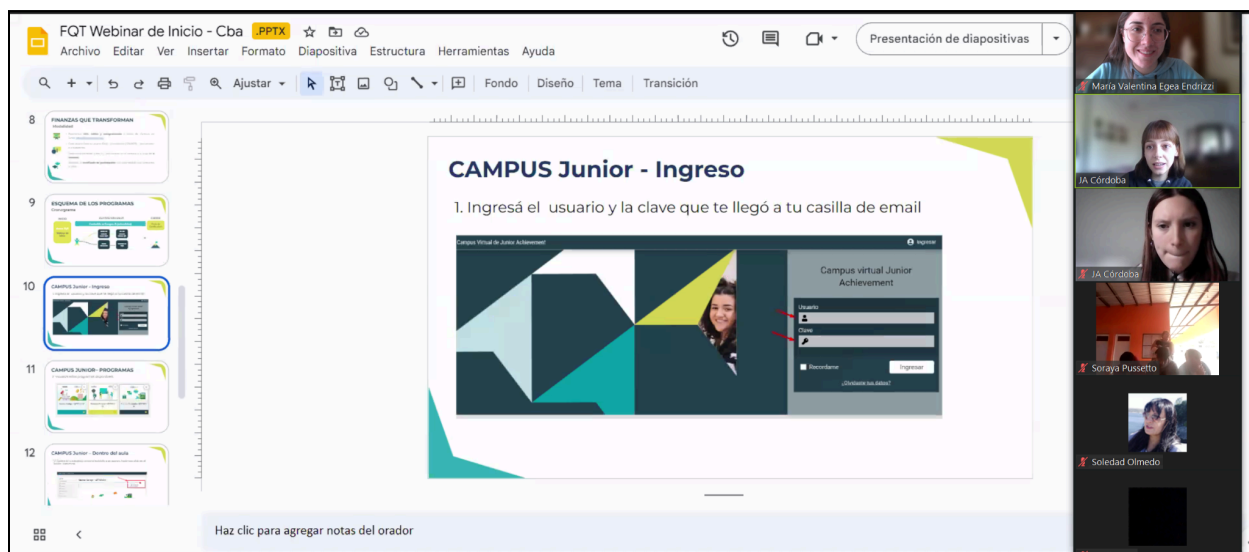 FQT Webinar de Inicio - Cba .PPTX
Archivo Editar Ver Insertar Formato Diapositiva Estructura Herramientas Ayuda
Presentación de diapositivas
Ajustar Fondo Diseño Tema Transición
8
FINANZAS QUE TRANSFORMAN
9
ESQUEMA DE LOS PROGRAMAS
10
CAMPUS Junior - Ingreso
11
CAMPUS JUNIOR- PROGRAMAS
12
CAMPUS Junior - Dentro del aula
CAMPUS Junior - Ingreso
1. Ingresá el usuario y la clave que te llegó a tu casilla de email
Campus Virtual de Junior Achievement
Ingresar
Campus virtual Junior
Achievement
Usuario
Clave
Recordarme
Ingresar
¿Olvidaste tus datos?
Haz clic para agregar notas del orador
María Valentina Egea Endrizzi
JA Córdoba
JA Córdoba
Soraya Pussetto
Soledad Olmedo